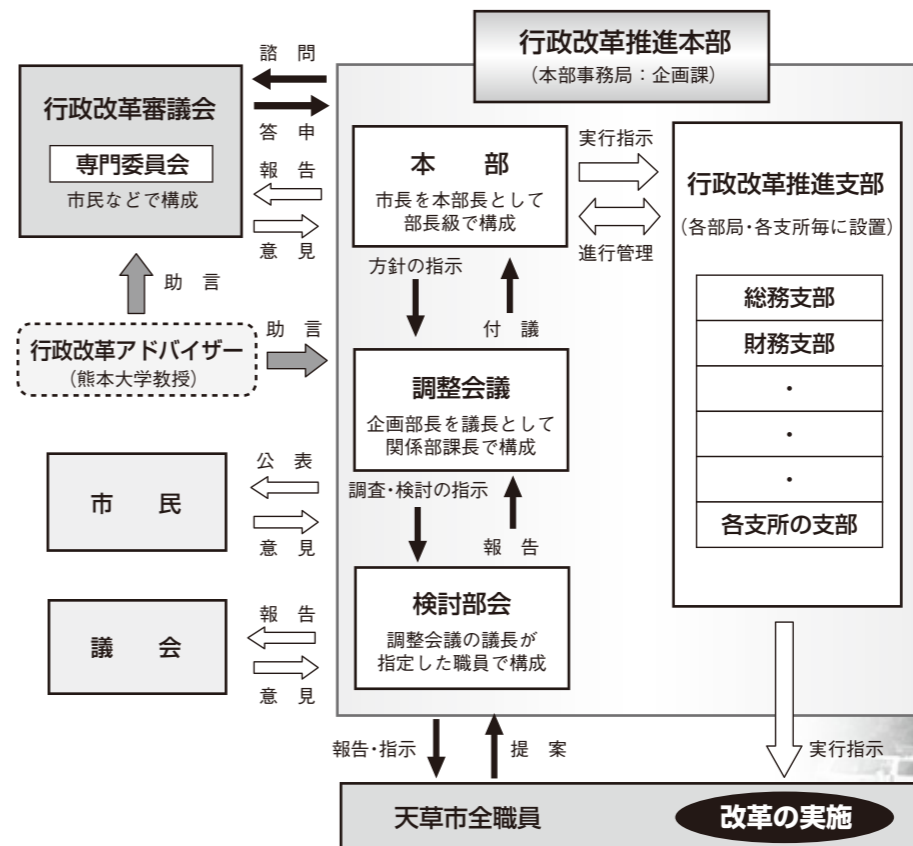 行政改革推進本部
(本部事務局:企画課)
諮 問
答 申
報 告
意 見
行政改革審議会
専門委員会
市民などで構成
助 言
行政改革アドバイザー
(熊本大学教授)
助 言
本 部
市長を本部長として
部長級で構成
実行指示
進行管理
方針の指示
付 議
調整会議
企画部長を議長として
関係部課長で構成
調査・検討の指示
報 告
検討部会
調整会議の議長が
指定した職員で構成
行政改革推進支部
(各部局・各支所毎に設置)
総務支部
財務支部
・
・
・
各支所の支部
市 民
公 表
意 見
議 会
報 告
意 見
報告・指示
提 案
実行指示
天草市全職員
改革の実施